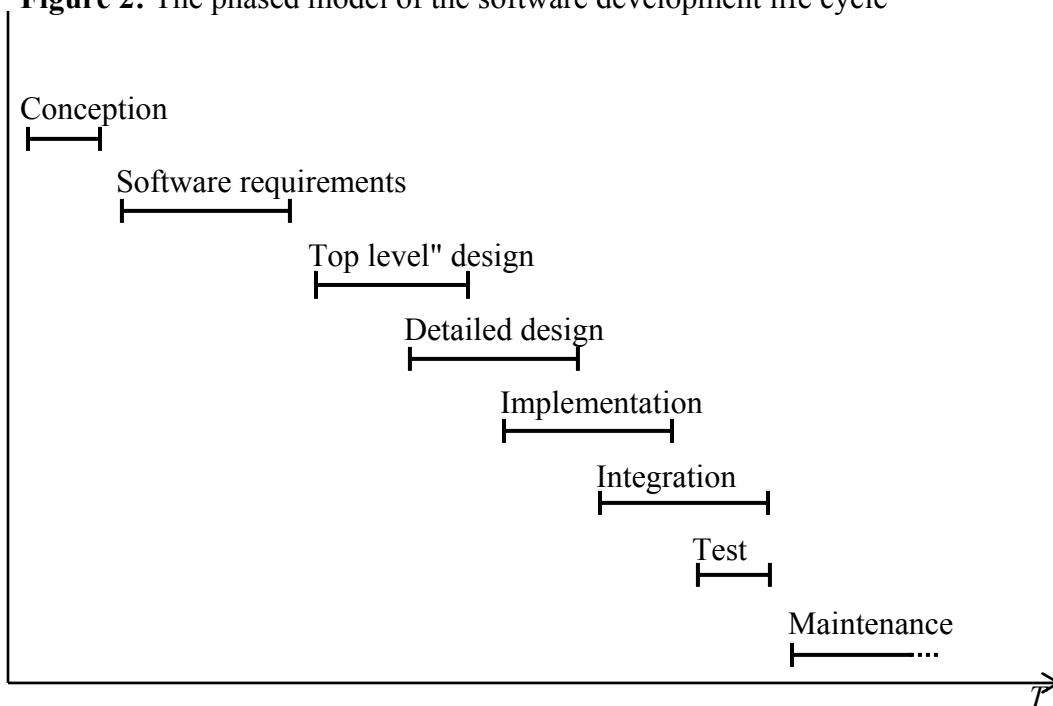 Figure 2: The phased model of the software development life cycle
Conception
Software requirements
Top level" design
Detailed design
Implementation
Integration
Test
Maintenance
T